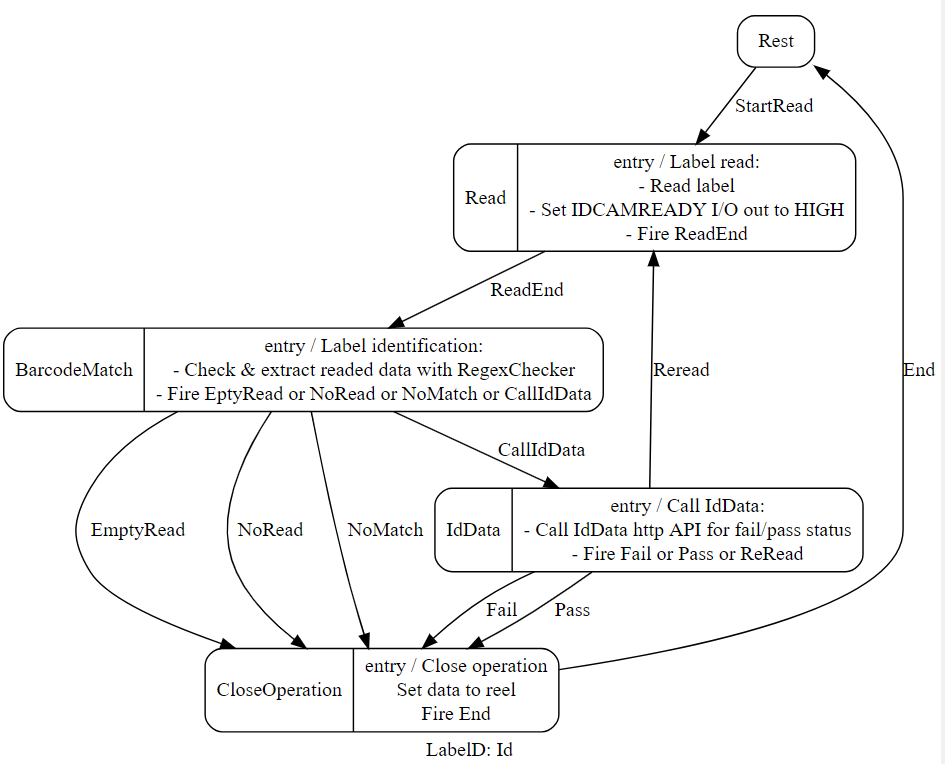 Rest
StartRead
Read
entry / Label read:
- Read label
- Set IDCAMREADY I/O out to HIGH
- Fire ReadEnd
ReadEnd
BarcodeMatch
entry / Label identification:
- Check & extract readed data with RegexChecker
- Fire EptyRead or NoRead or NoMatch or CallIdData
Reread
End
CallIdData
EmptyRead
NoRead
NoMatch
IdData
entry / Call IdData:
- Call IdData http API for fail/pass status
- Fire Fail or Pass or ReRead
Fail
Pass
CloseOperation
entry / Close operation
Set data to reel
Fire End
LabelD: Id